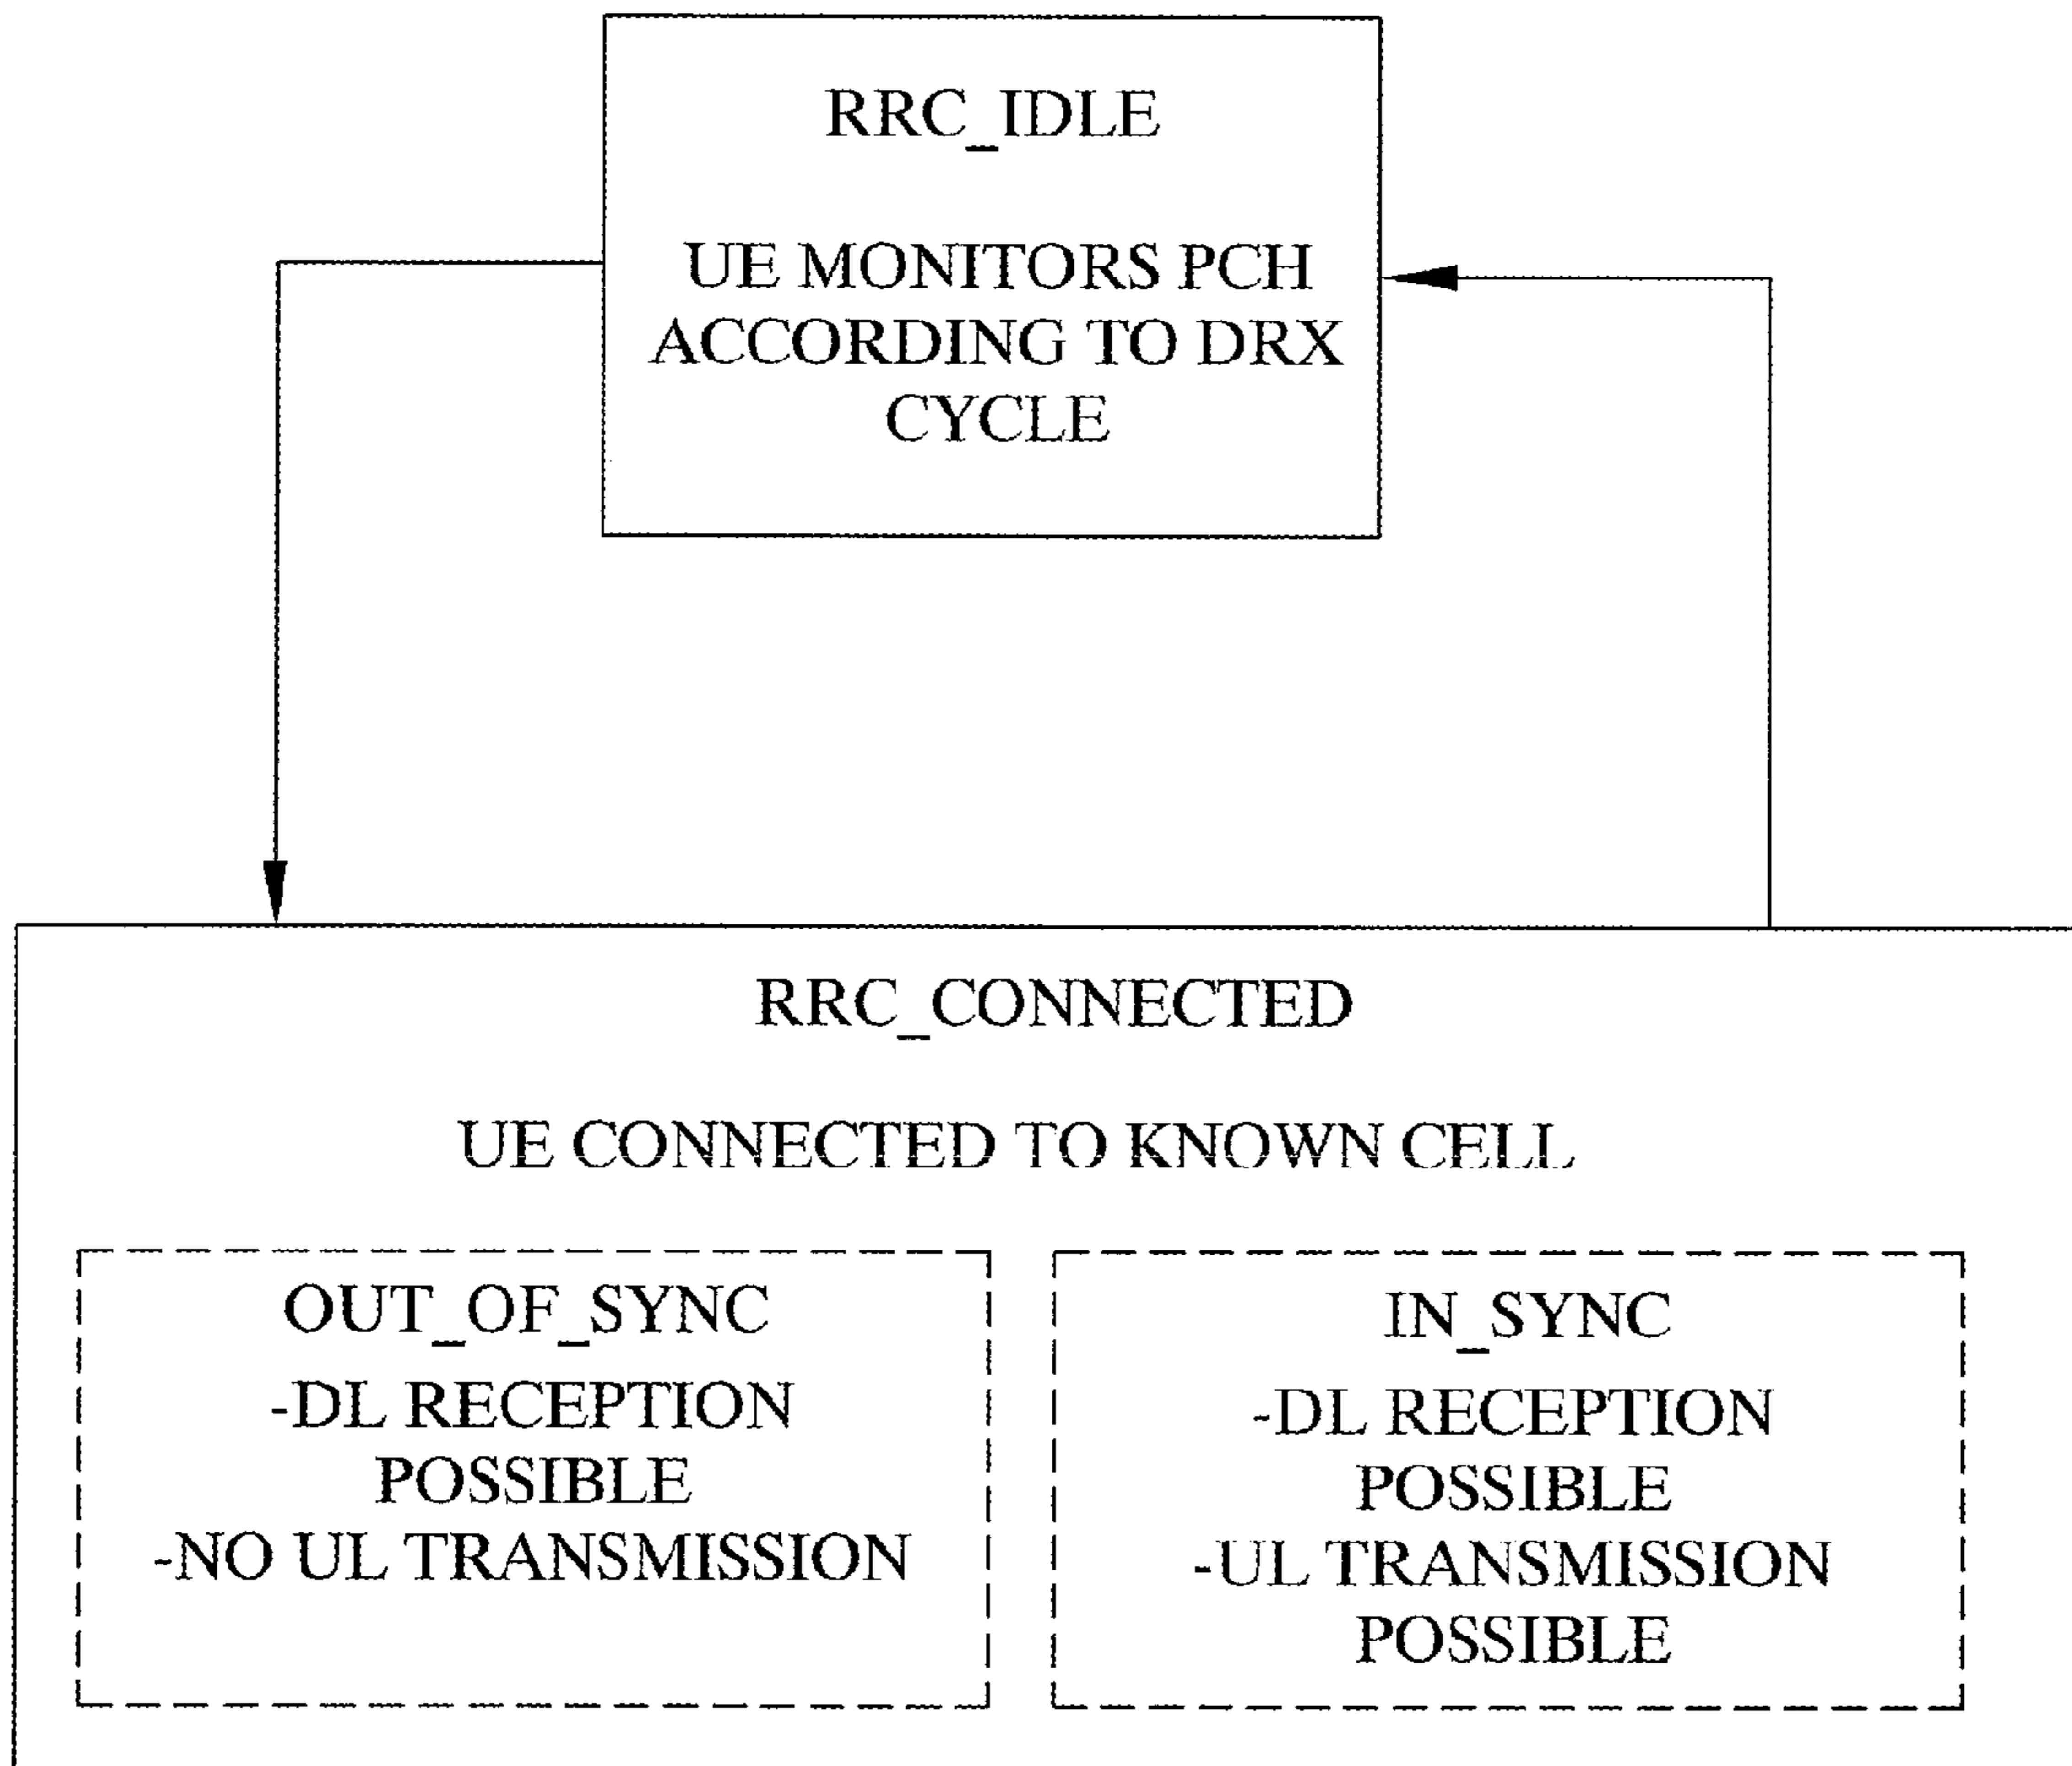 RRC_IDLE
UE MONITORS PCH
ACCORDING TO DRX
CYCLE
RRC_CONNECTED
UE CONNECTED TO KNOWN CELL
OUT_OF_SYNC
-DL RECEPTION
POSSIBLE
-NO UL TRANSMISSION
IN_SYNC
-DL RECEPTION
POSSIBLE
-UL TRANSMISSION
POSSIBLE